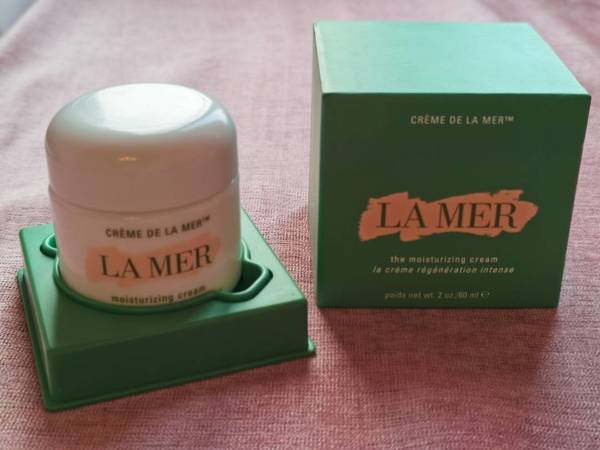 CRÈME DE LA MER™
LA MER
moisturizing cream
CRÈME DE LA MER™
LA MER
the moisturizing cream
la crème régénération intense
poids net wt. 2 oz./60 ml ℮